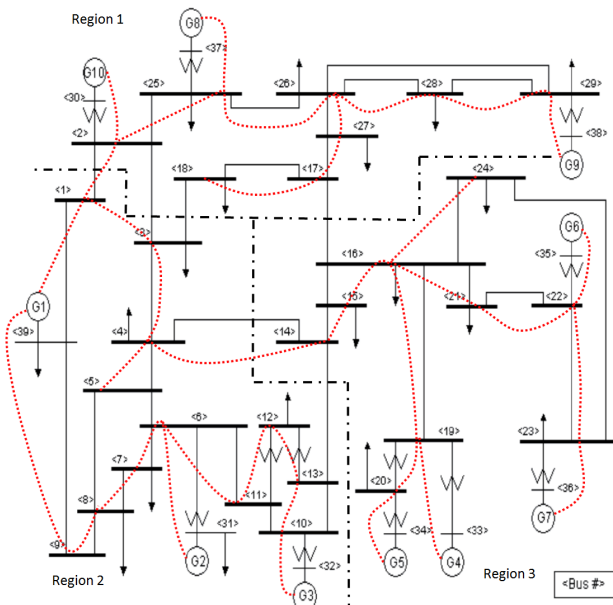 Region 1
G8
<37>
G10
<30>
<25>
<26>
<28>
<29>
<2>
<27>
<38>
G9
<18>
<17>
<24>
<1>
<3>
G6
<35>
<16>
G1
<15>
<21>
<22>
<39>
<4>
<14>
<5>
<6>
<12>
<7>
<13>
<19>
<23>
<20>
<8>
<11>
<36>
<31>
<10>
<34>
<33>
G7
<9>
G2
<32>
G5
G4
Region 2
G3
Region 3
<Bus #>